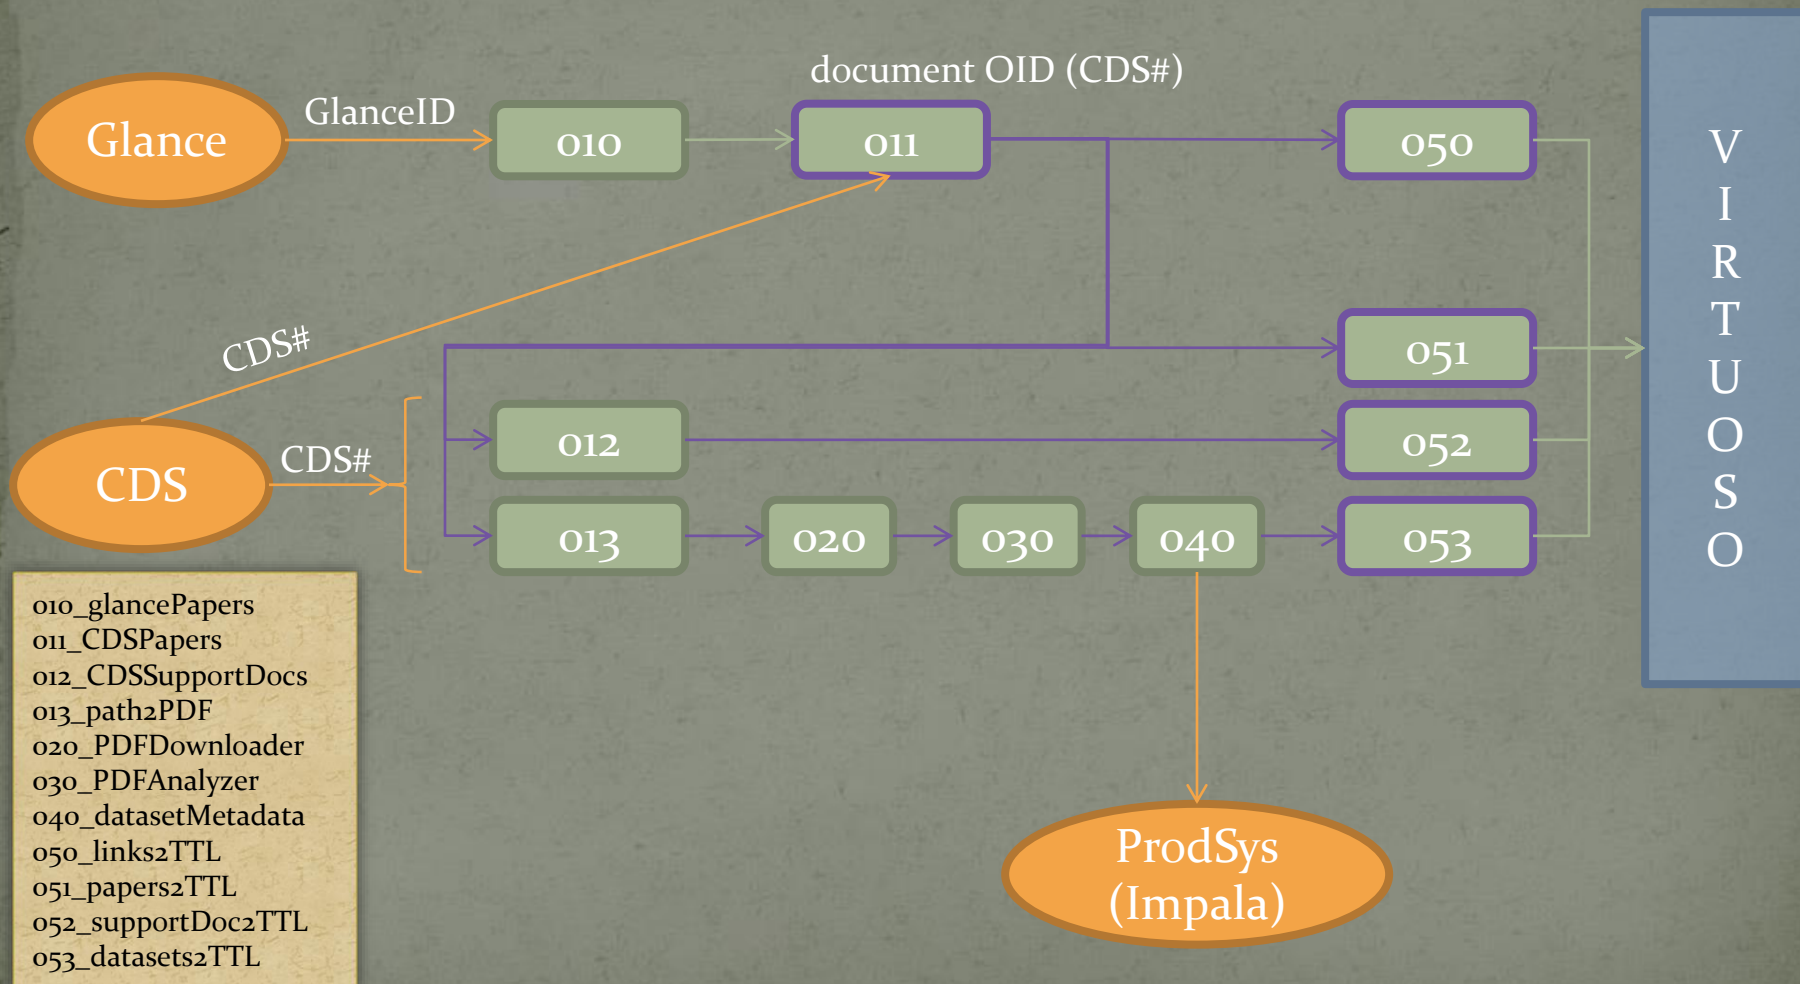 document OID (CDS#)
Glance
GlanceID
010
011
050
V
I
R
T
U
O
S
O
CDS#
051
CDS
CDS#
012
052
013
020
030
040
053
010_glancePapers
011_CDSPapers
012_CDSSupportDocs
013_path2PDF
020_PDFDownloader
030_PDFAnalyzer
040_datasetMetadata
050_links2TTL
051_papers2TTL
052_supportDoc2TTL
053_datasets2TTL
ProdSys
(Impala)